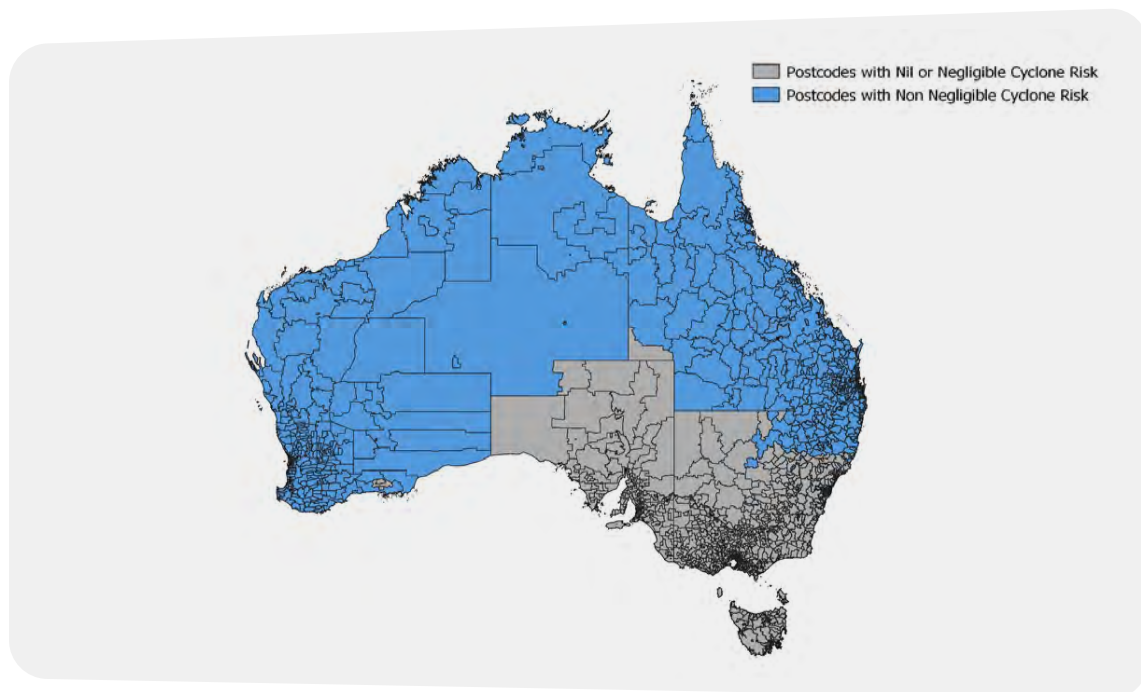 Postcodes with Nil or Negligible Cyclone Risk
Postcodes with Non Negligible Cyclone Risk